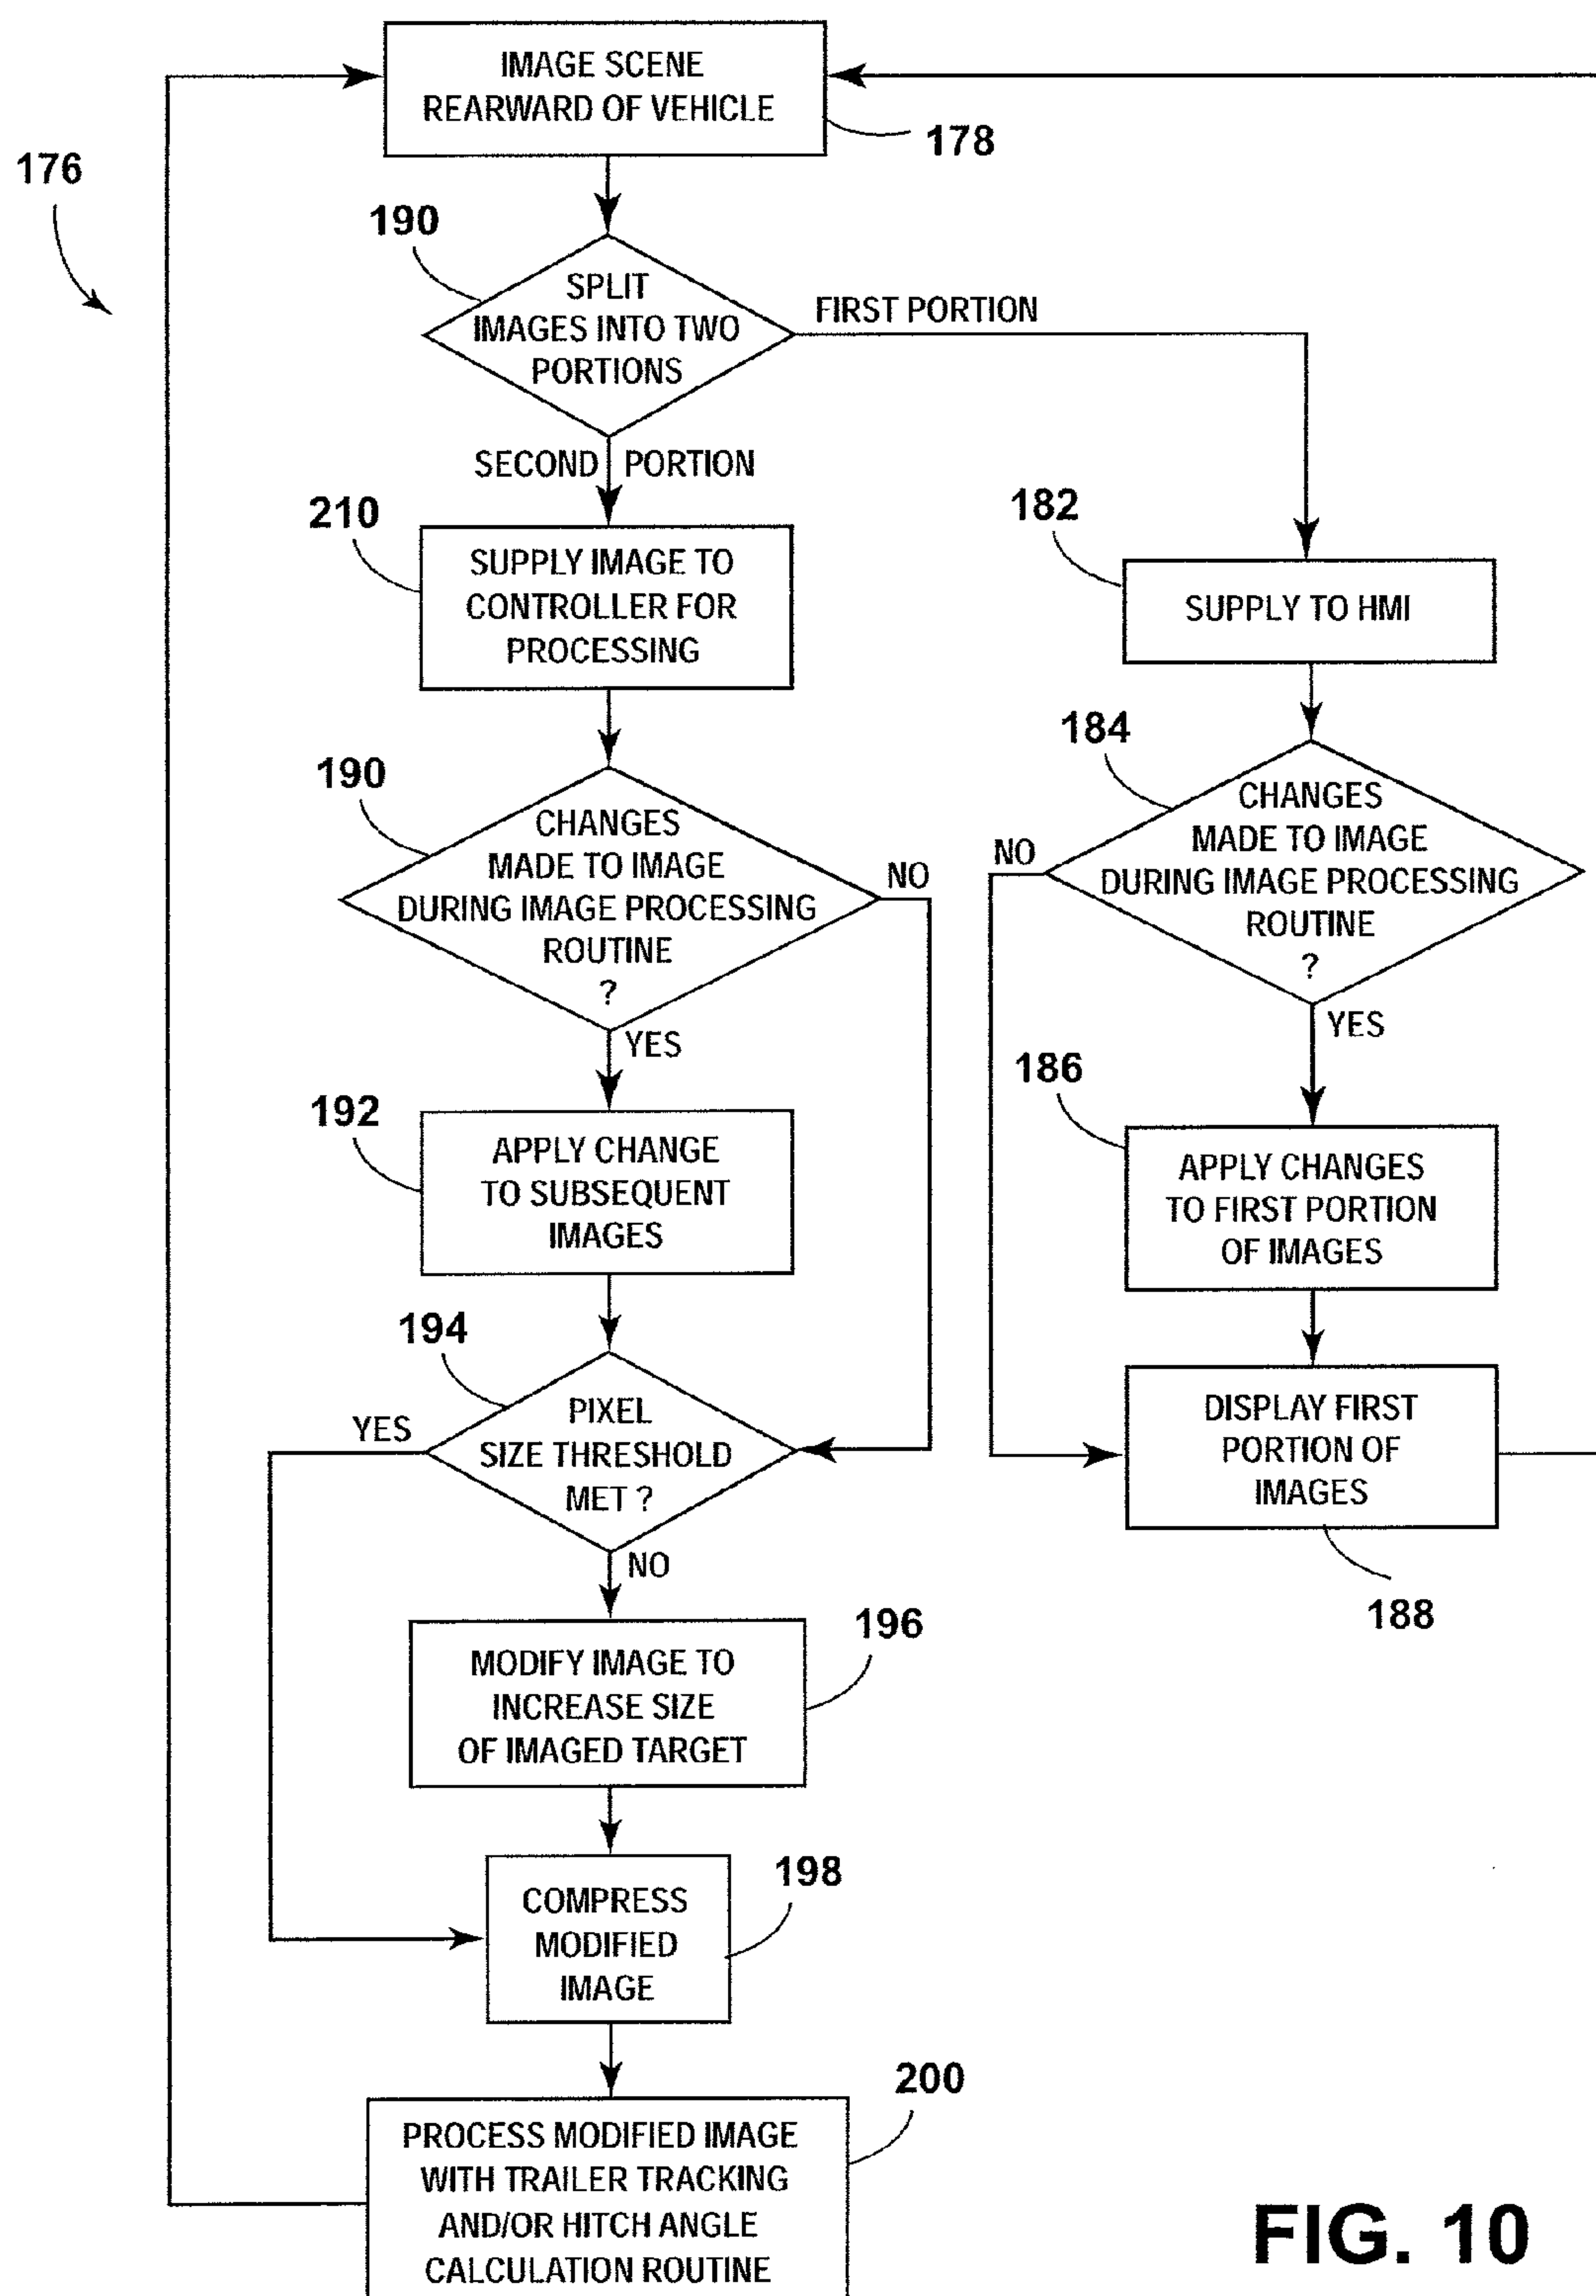 IMAGE SCENE
REARWARD OF VEHICLE
178
176
190
SPLIT
IMAGES INTO TWO
PORTIONS
FIRST PORTION
SECOND PORTION
210
SUPPLY IMAGE TO
CONTROLLER FOR
PROCESSING
182
SUPPLY TO HMI
190
CHANGES
MADE TO IMAGE
DURING IMAGE PROCESSING
ROUTINE
?
NO
YES
184
CHANGES
MADE TO IMAGE
DURING IMAGE PROCESSING
ROUTINE
?
NO
YES
192
APPLY CHANGE
TO SUBSEQUENT
IMAGES
186
APPLY CHANGES
TO FIRST PORTION
OF IMAGES
194
PIXEL
SIZE THRESHOLD
MET ?
YES
NO
DISPLAY FIRST
PORTION OF
IMAGES
188
196
MODIFY IMAGE TO
INCREASE SIZE
OF IMAGED TARGET
198
COMPRESS
MODIFIED
IMAGE
200
PROCESS MODIFIED IMAGE
WITH TRAILER TRACKING
AND/OR HITCH ANGLE
CALCULATION ROUTINE
FIG. 10